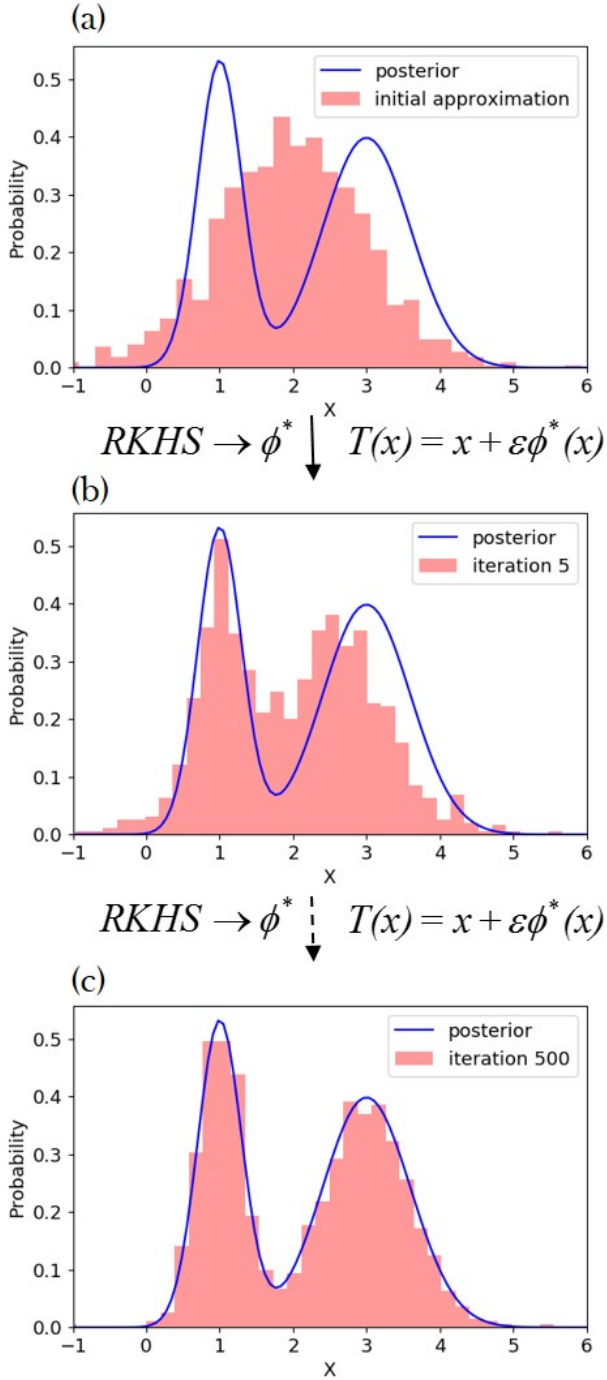 (a)
0.5
0.4
0.3
0.2
0.1
0.0
Probability
posterior
initial approximation
−1 0 1 2 3 4 5 6
X
RKHS → ϕ* T(x) = x + εϕ*(x)
(b)
0.5
0.4
0.3
0.2
0.1
0.0
Probability
posterior
iteration 5
−1 0 1 2 3 4 5 6
X
RKHS → ϕ* T(x) = x + εϕ*(x)
(c)
0.5
0.4
0.3
0.2
0.1
0.0
Probability
posterior
iteration 500
−1 0 1 2 3 4 5 6
X